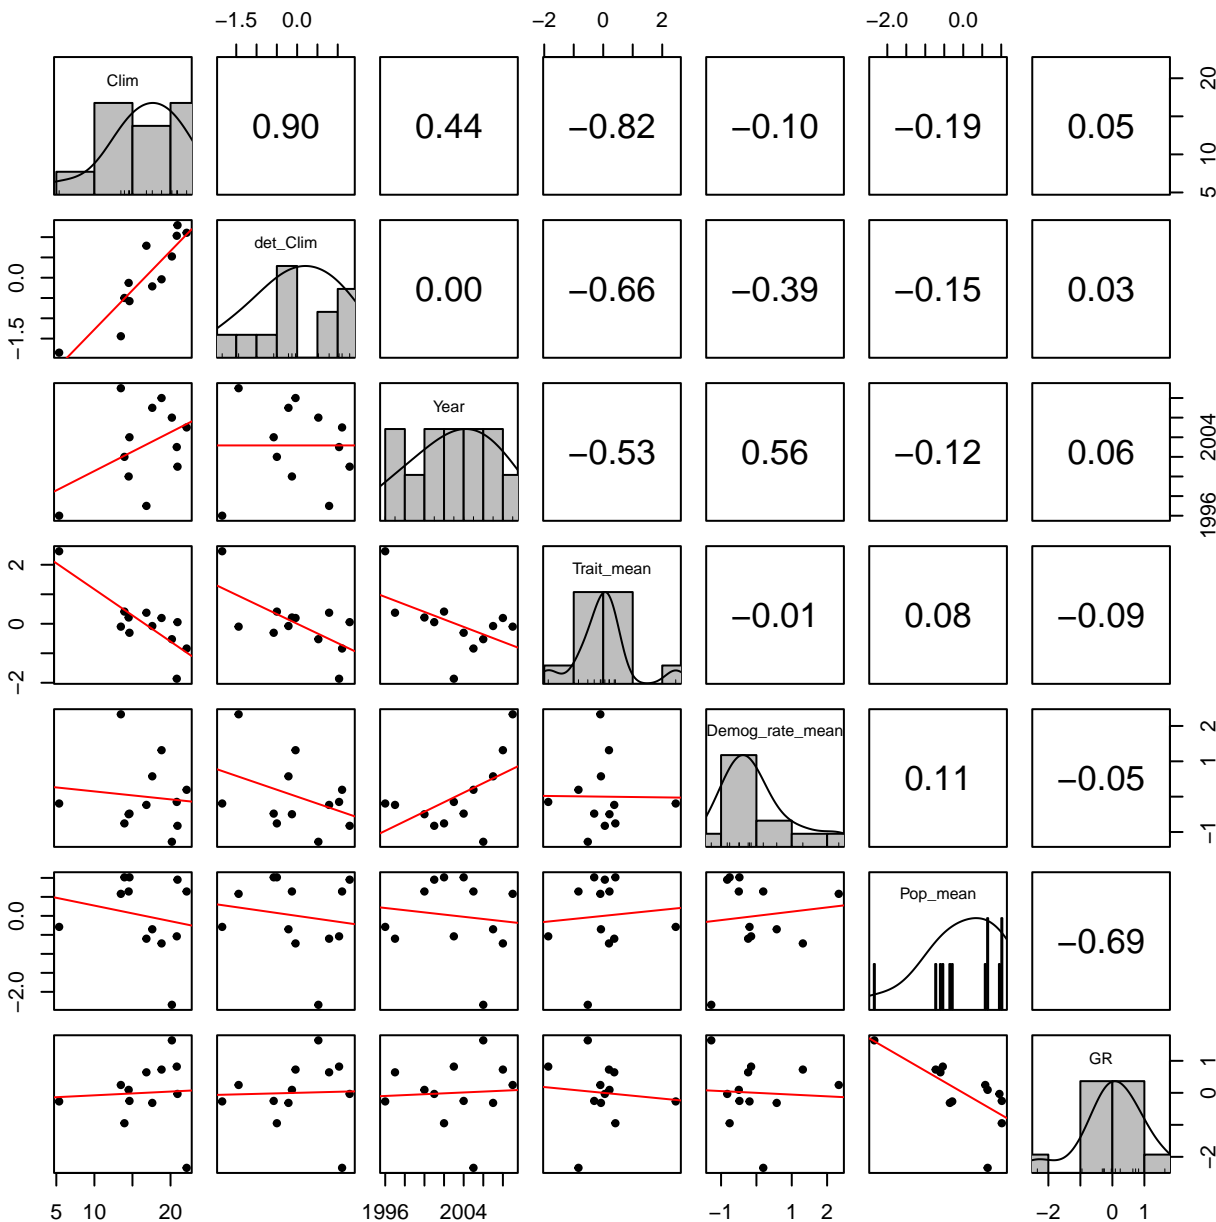 −1.5 0.0 −2 0 2 −2.0 0.0
Clim 0.90 0.44 −0.82 −0.10 −0.19 0.05 5 10 20
−1.5 0.0 det_Clim 0.00 −0.66 −0.39 −0.15 0.03
Year −0.53 0.56 −0.12 0.06 1996 2004
−2 0 2 Trait_mean −0.01 0.08 −0.09
Demog_rate_mean 0.11 −0.05 −1 1 2
−2.0 0.0 Pop_mean −0.69
GR −2 0 1
5 10 20 1996 2004 −1 1 2 −2 0 1